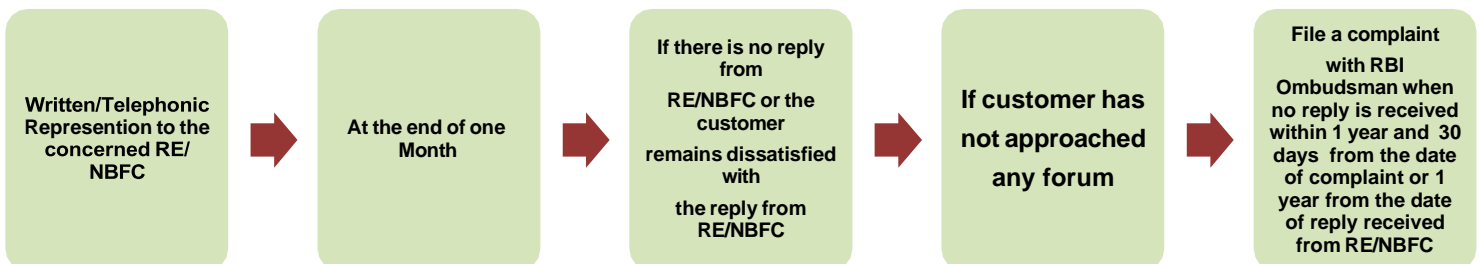 Written/Telephonic
Represention to the
concerned RE/
NBFC
At the end of one
Month
If there is no reply
from
RE/NBFC or the
customer
remains dissatisfied
with
the reply from
RE/NBFC
If customer has
not approached
any forum
File a complaint
with RBI
Ombudsman when
no reply is received
within 1 year and 30
days from the date
of complaint or 1
year from the date
of reply received
from RE/NBFC